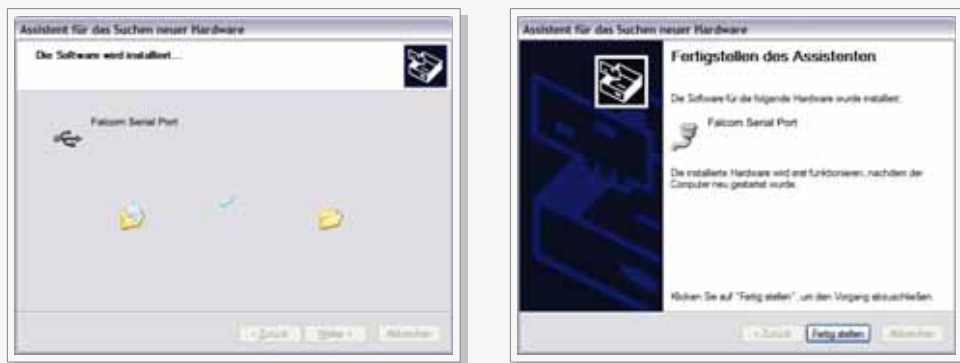 Assistent für das Suchen neuer Hardware
Die Software wird installiert...
Falcom Serial Port
< Zurück Weiter > Abbrechen
Assistent für das Suchen neuer Hardware
Fertigstellen des Assistenten
Die Software für die folgende Hardware wurde installiert:
Falcom Serial Port
Die installierte Hardware wird erst funktionieren, nachdem der
Computer neu gestartet wurde.
Klicken Sie auf "Fertig stellen", um den Vorgang abzuschließen.
< Zurück Fertig stellen Abbrechen